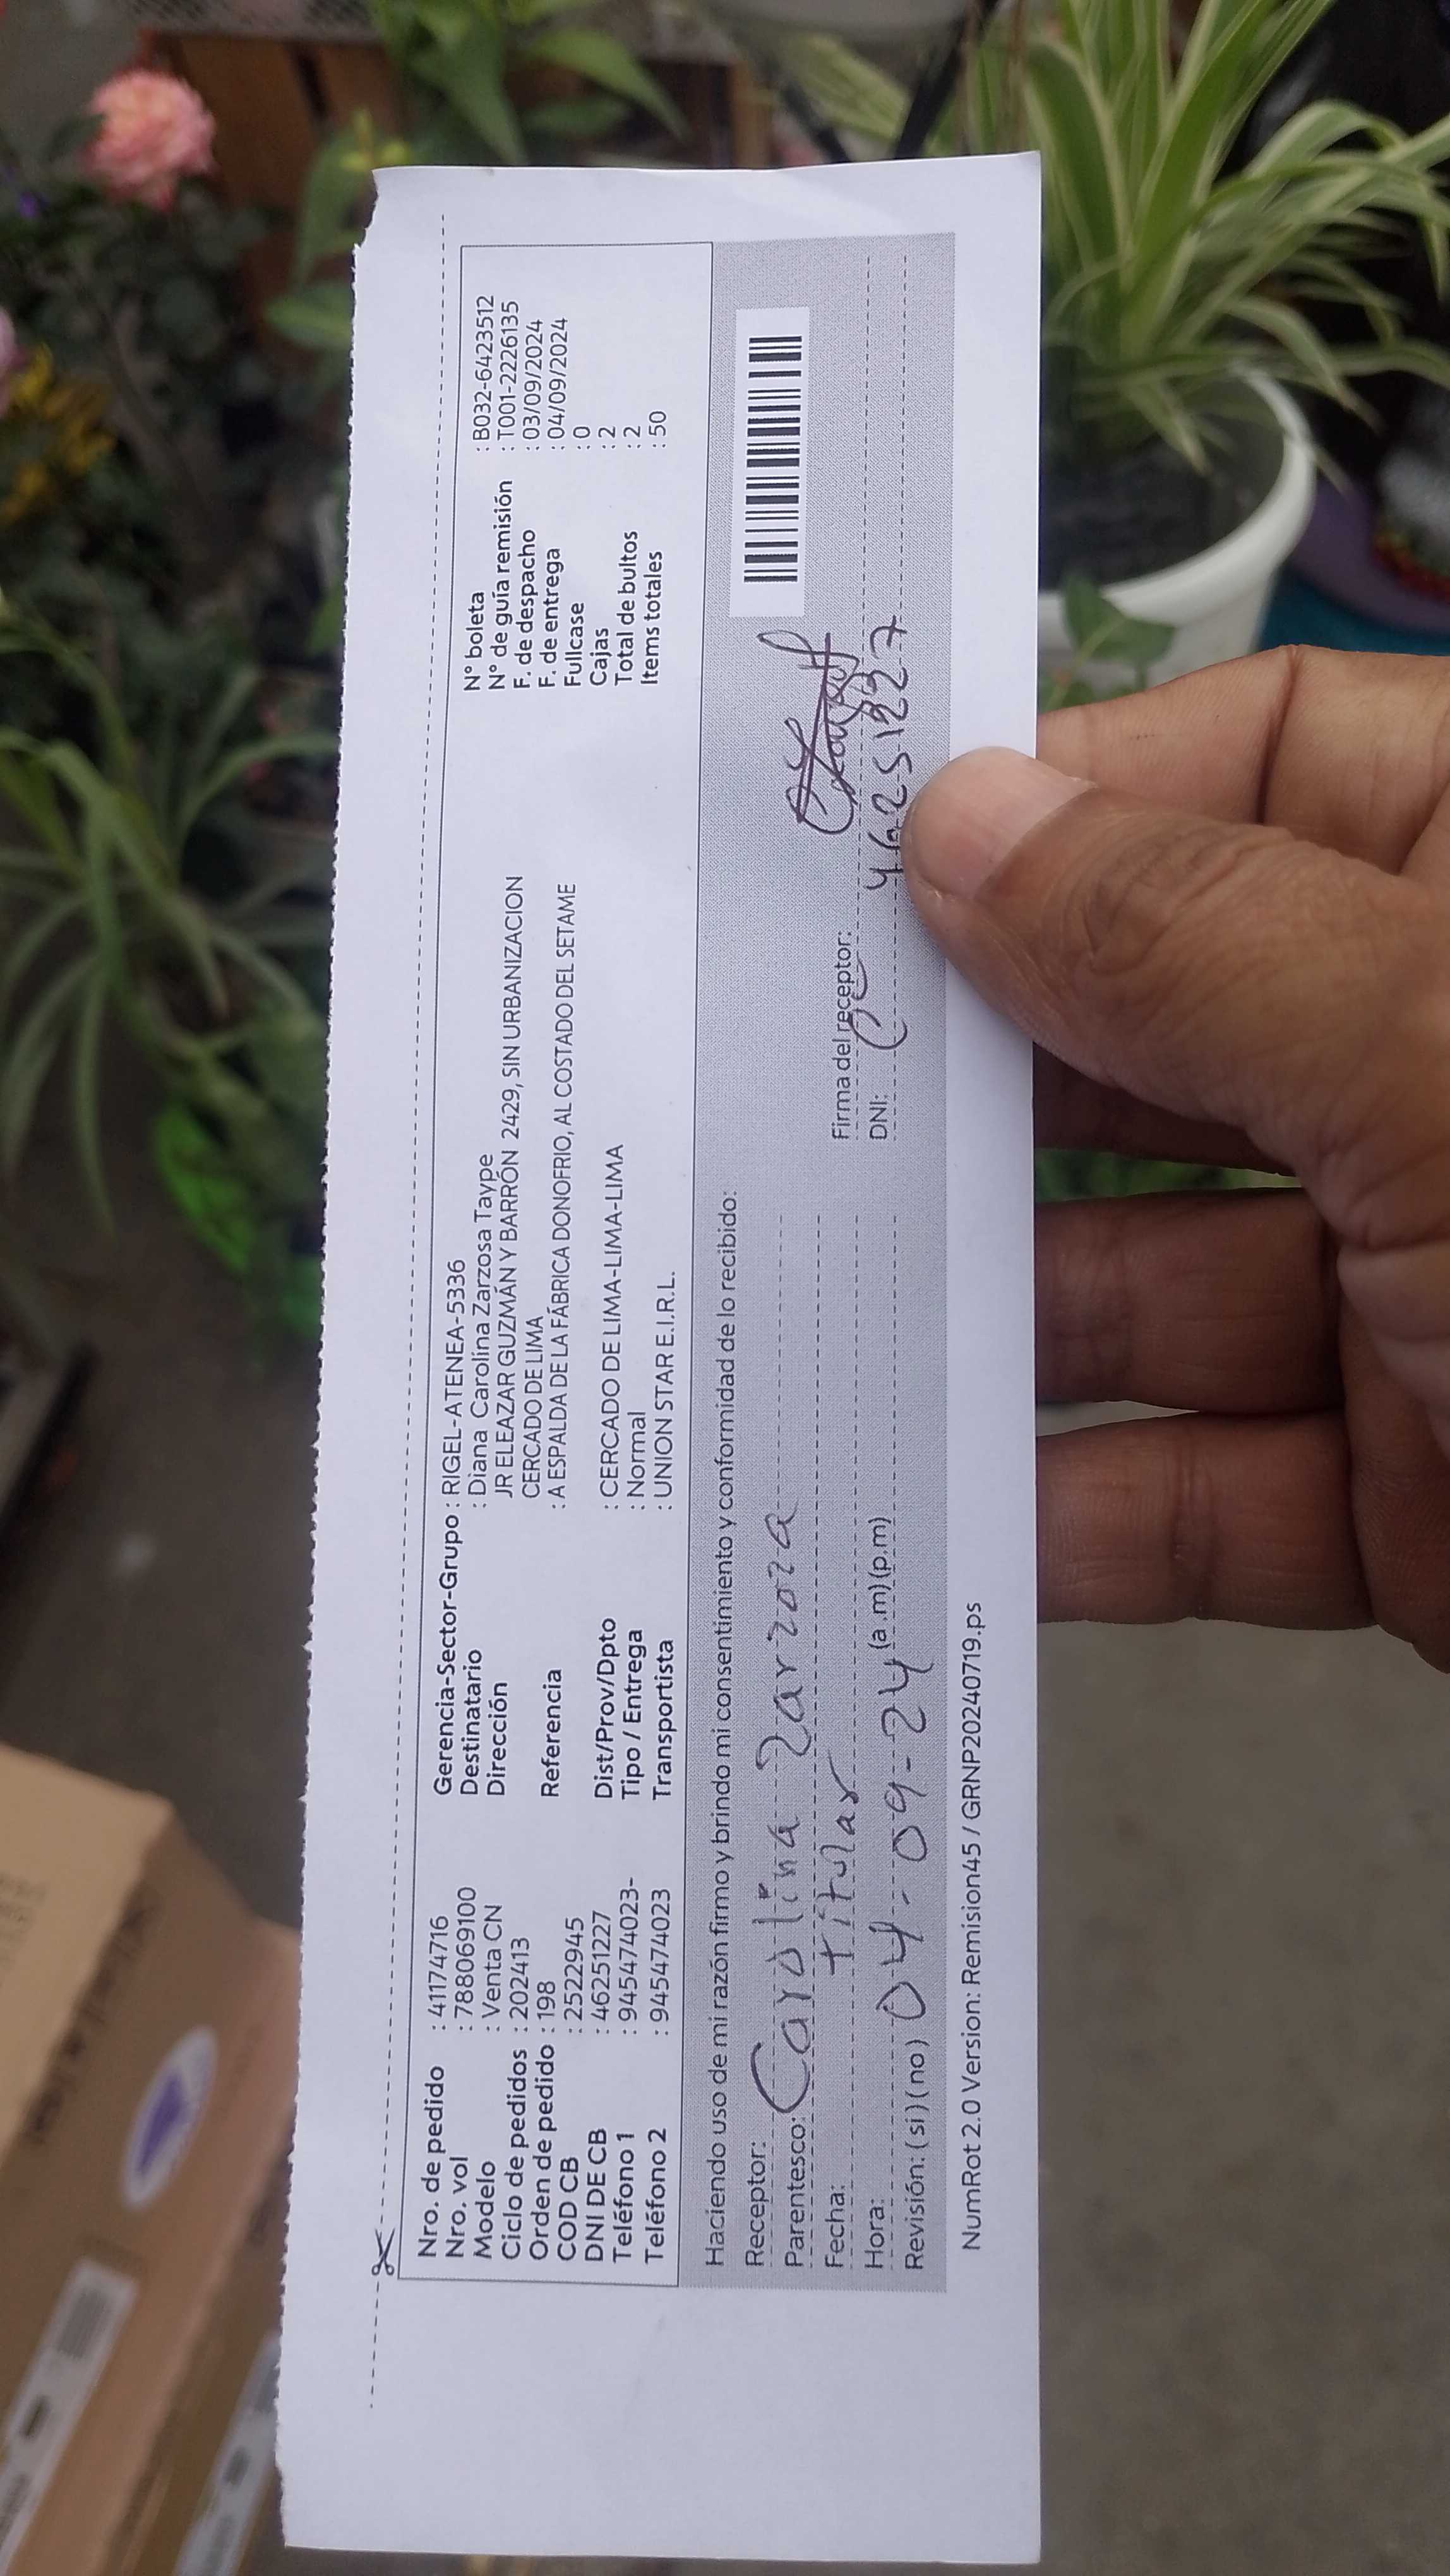 Nro. de pedido : 41174716
Nro. vol : 788069100
Modelo : Venta CN
Ciclo de pedidos : 202413
Orden de pedido : 198
COD CB : 2522945
DNI DE CB : 46251227
Teléfono 1 : 945474023-
Teléfono 2 : 945474023
Gerencia-Sector-Grupo : RIGEL-ATENEA-5336
Destinatario : Diana Carolina Zarzosa Taype
Dirección JR ELEAZAR GUZMÁN Y BARRÓN 2429, SIN URBANIZACION
CERCADO DE LIMA
Referencia : A ESPALDA DE LA FÁBRICA DONOFRIO, AL COSTADO DEL SETAME
Dist/Prov/Dpto : CERCADO DE LIMA-LIMA-LIMA
Tipo / Entrega : Normal
Transportista : UNION STAR E.I.R.L.
N° boleta : B032-6423512
N° de guía remisión : T001-2226135
F. de despacho : 03/09/2024
F. de entrega : 04/09/2024
Fullcase : 0
Cajas : 2
Total de bultos : 2
Items totales : 50
Haciendo uso de mi razón firmo y brindo mi consentimiento y conformidad de lo recibido:
Receptor: Carolina Zarzoza
Parentesco: titular
Fecha: 04-09-24
Hora: (a.m) (p.m)
Revisión: (si) (no)
Firma del receptor:
DNI:
NumRot 2.0 Version: Remision45 / GRNP20240719.ps